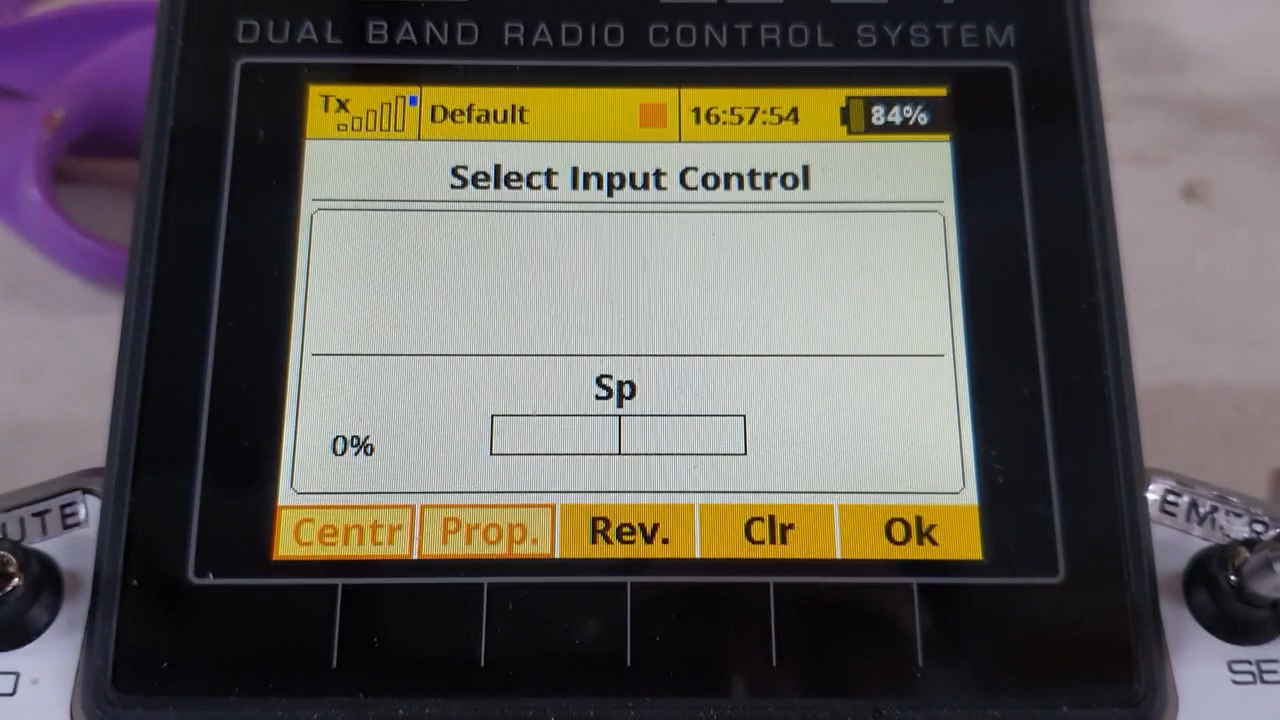 DUAL BAND RADIO CONTROL SYSTEM
Tx Default 16:57:54 84%
Select Input Control
Sp
0%
Centr Prop. Rev. Clr Ok